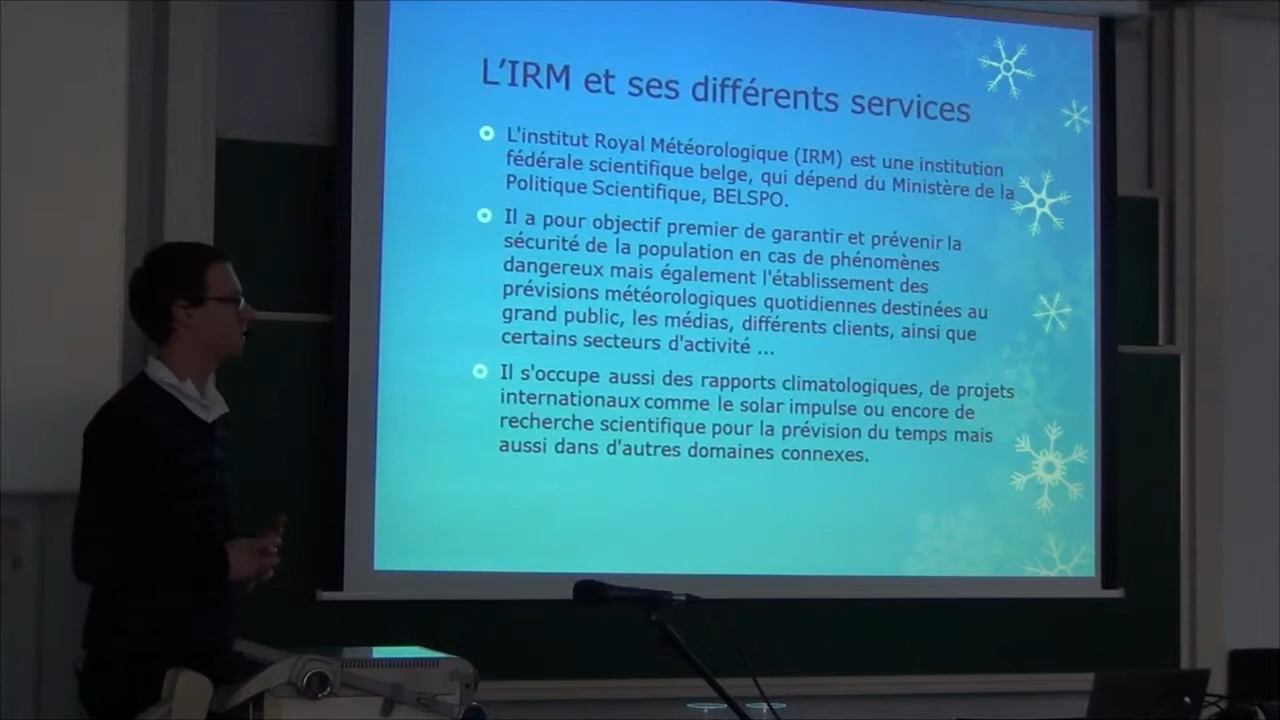 L'IRM et ses différents services
L'institut Royal Météorologique (IRM) est une institution
fédérale scientifique belge, qui dépend du Ministère de la
Politique Scientifique, BELSPO.
Il a pour objectif premier de garantir et prévenir la
sécurité de la population en cas de phénomènes
dangereux mais également l'établissement des
prévisions météorologiques quotidiennes destinées au
grand public, les médias, différents clients, ainsi que
certains secteurs d'activité ...
Il s'occupe aussi des rapports climatologiques, de projets
internationaux comme le solar impulse ou encore de
recherche scientifique pour la prévision du temps mais
aussi dans d'autres domaines connexes.